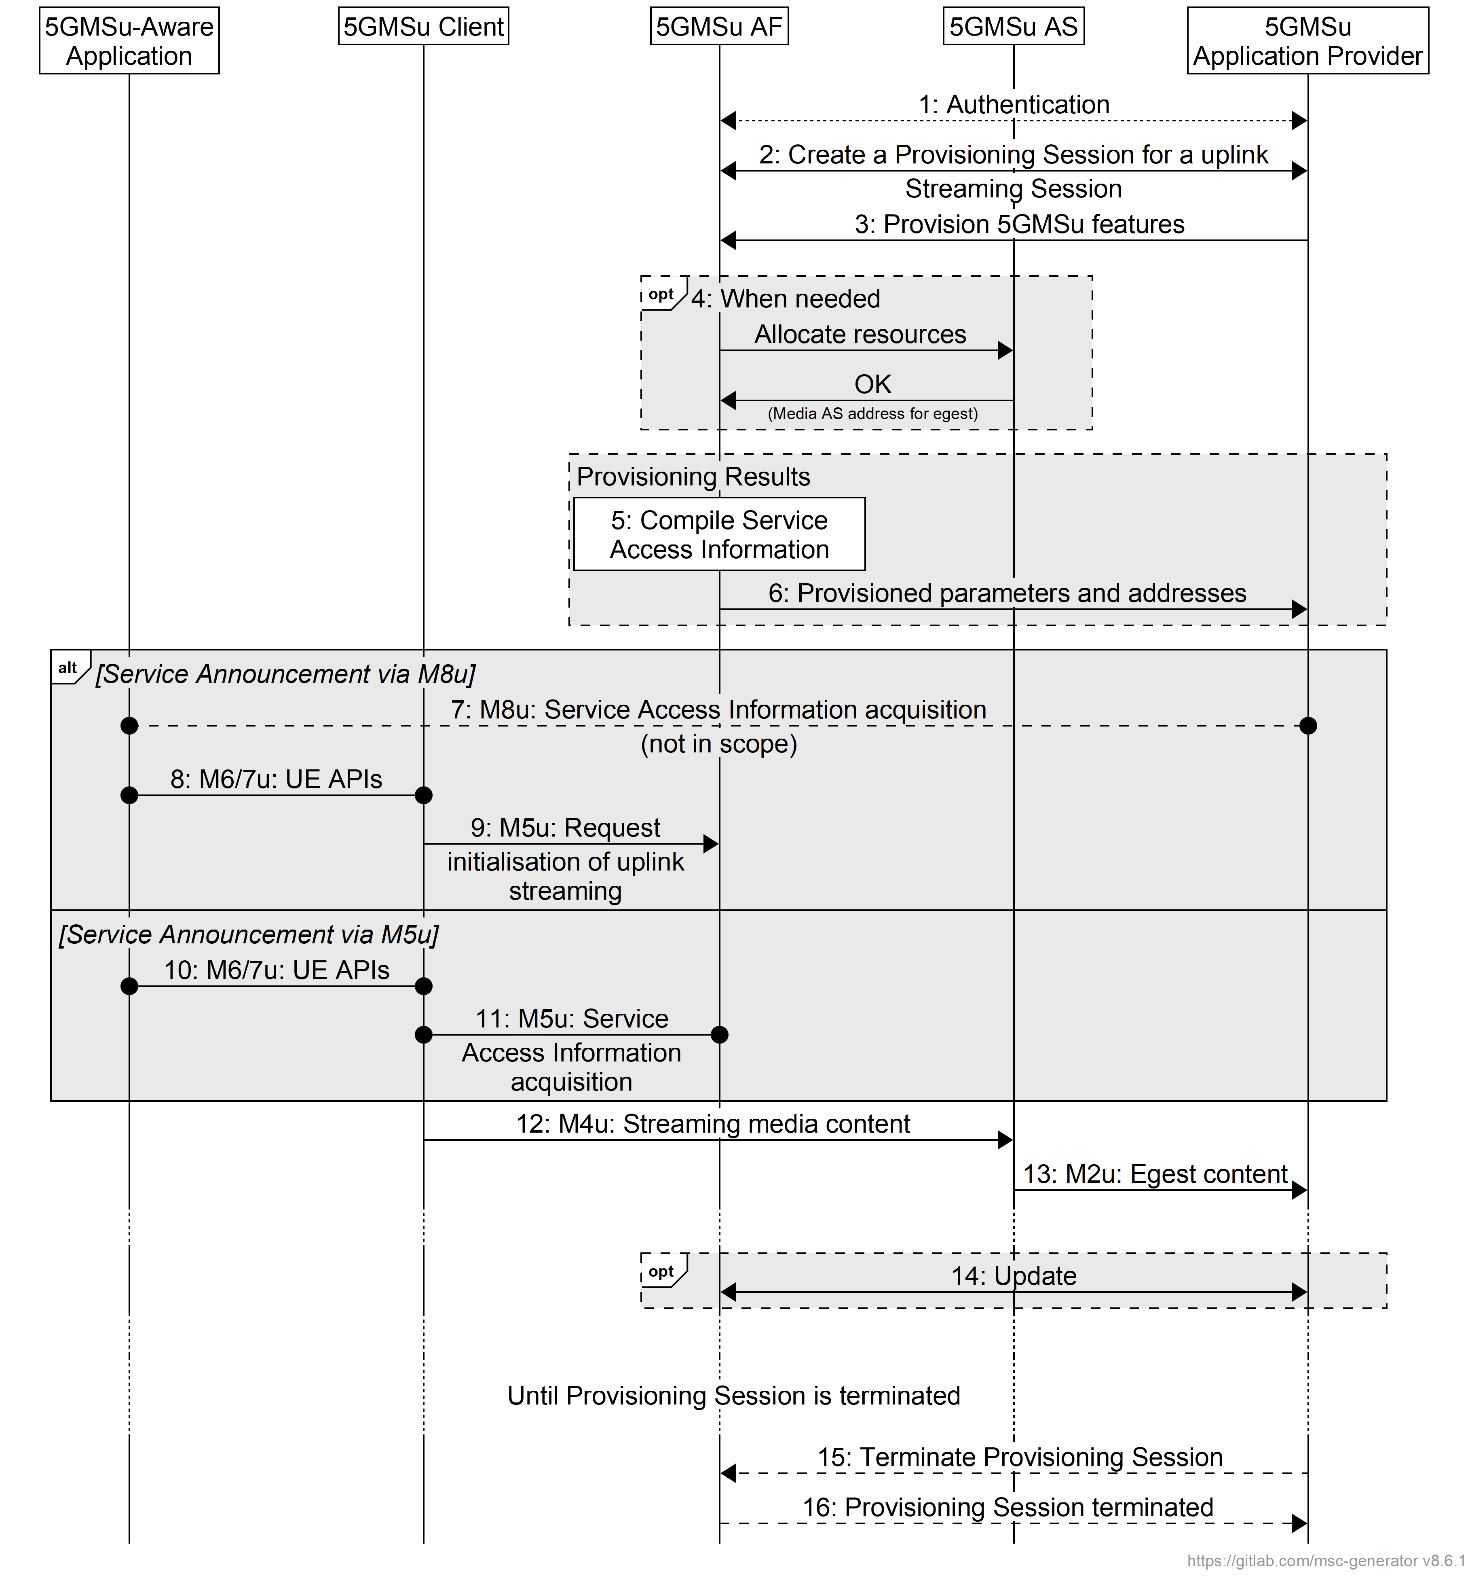 5GMSu-Aware
Application
5GMSu Client
5GMSu AF
5GMSu AS
5GMSu
Application Provider
1: Authentication
2: Create a Provisioning Session for a uplink
Streaming Session
3: Provision 5GMSu features
opt
4: When needed
Allocate resources
OK
(Media AS address for egest)
Provisioning Results
5: Compile Service
Access Information
6: Provisioned parameters and addresses
alt
[Service Announcement via M8u]
7: M8u: Service Access Information acquisition
(not in scope)
8: M6/7u: UE APIs
9: M5u: Request
initialisation of uplink
streaming
[Service Announcement via M5u]
10: M6/7u: UE APIs
11: M5u: Service
Access Information
acquisition
12: M4u: Streaming media content
13: M2u: Egest content
opt
14: Update
Until Provisioning Session is terminated
15: Terminate Provisioning Session
16: Provisioning Session terminated
https://gitlab.com/msc-generator v8.6.1